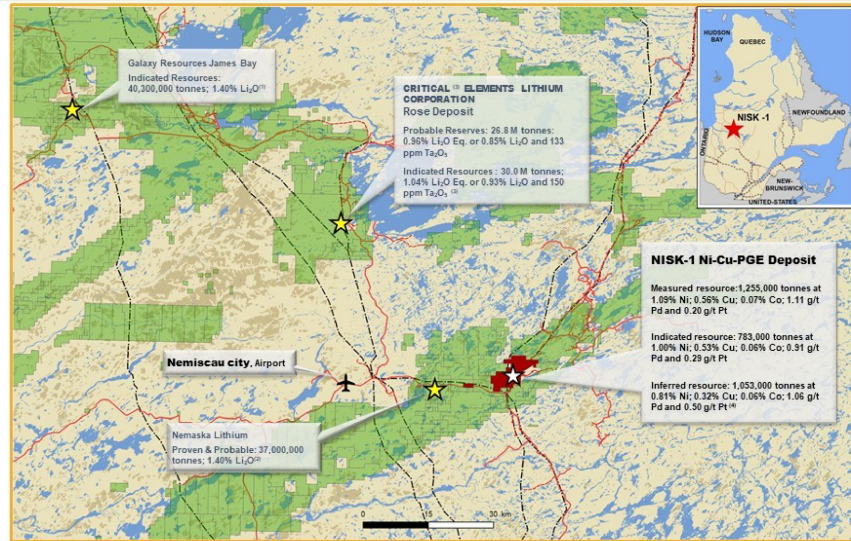 Galaxy Resources James Bay
Indicated Resources:
40,300,000 tonnes; 1.40% Li₂O⁽¹⁾
CRITICAL ⁽³⁾ ELEMENTS LITHIUM
CORPORATION
Rose Deposit
Probable Reserves: 26.8 M tonnes:
0.96% Li₂O Eq. or 0.85% Li₂O and 133
ppm Ta₂O₅
Indicated Resources : 30.0 M tonnes;
1.04% Li₂O Eq. or 0.93% Li₂O and 150
ppm Ta₂O₅ ⁽³⁾
HUDSON
BAY
QUEBEC
NEWFOUNDLAND
NISK -1
ONTARIO
NEW-
BRUNSWICK
UNITED-STATES
NISK-1 Ni-Cu-PGE Deposit
Measured resource:1,255,000 tonnes at
1.09% Ni; 0.56% Cu; 0.07% Co; 1.11 g/t
Pd and 0.20 g/t Pt
Indicated resource: 783,000 tonnes at
1.00% Ni; 0.53% Cu; 0.06% Co; 0.91 g/t
Pd and 0.29 g/t Pt
Inferred resource: 1,053,000 tonnes at
0.81% Ni; 0.32% Cu; 0.06% Co; 1.06 g/t
Pd and 0.50 g/t Pt⁽⁴⁾
Nemiscau city, Airport
Nemaska Lithium
Proven & Probable: 37,000,000
tonnes; 1.40% Li₂O⁽²⁾
0 15 30 km